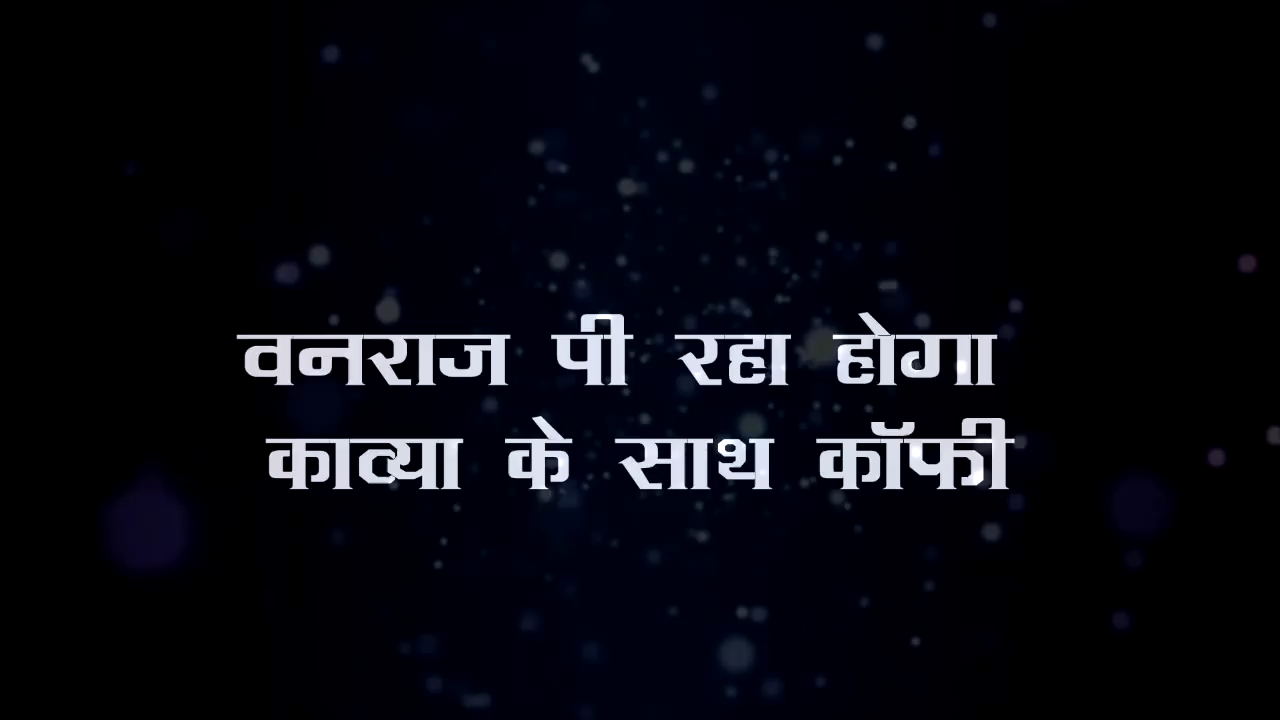 वनराज पी रहा होगा
काव्या के साथ कॉफी